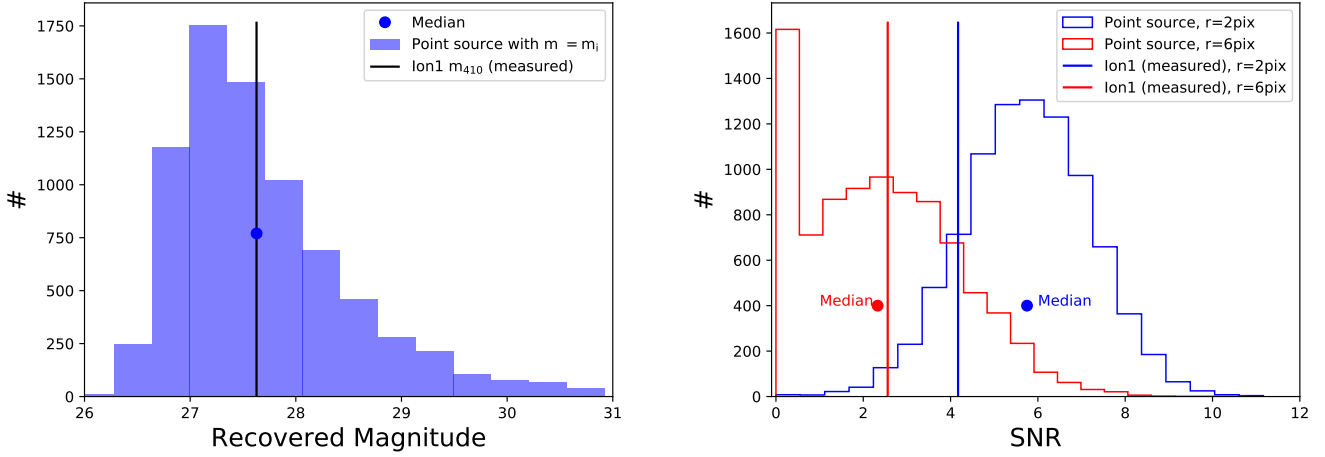 Median
Point source with m = mᵢ
Ion1 m₄₁₀ (measured)
1750
1500
1250
1000
750
500
250
0
#
26
27
28
29
30
31
Recovered Magnitude
Point source, r=2pix
Point source, r=6pix
Ion1 (measured), r=2pix
Ion1 (measured), r=6pix
1600
1400
1200
1000
800
600
400
200
0
#
Median
Median
0
2
4
6
8
10
12
SNR